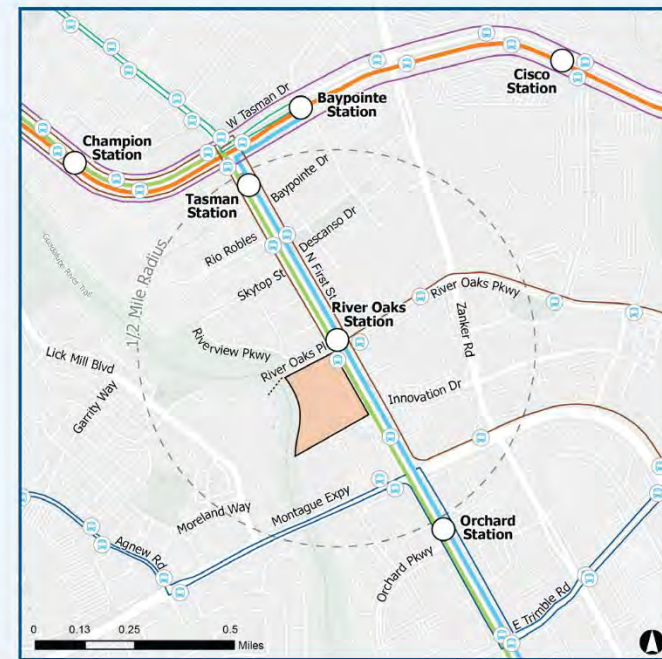 Cisco
Station
W Tasman Dr
Baypointe
Station
Champion
Station
Tasman
Station
Baypointe Dr
Guadalupe River Trail
1/2 Mile Radius
Rio Robles
Descanso Dr
N First St
Skytop St
River Oaks Pkwy
Zanker Rd
River Oaks
Station
Riverview Pkwy
River Oaks Pl
Lick Mill Blvd
Garrity Way
Innovation Dr
Moreland Way
Montague Expy
Agnew Rd
Orchard
Station
Orchard Pkwy
E Trimble Rd
0 0.13 0.25 0.5
Miles